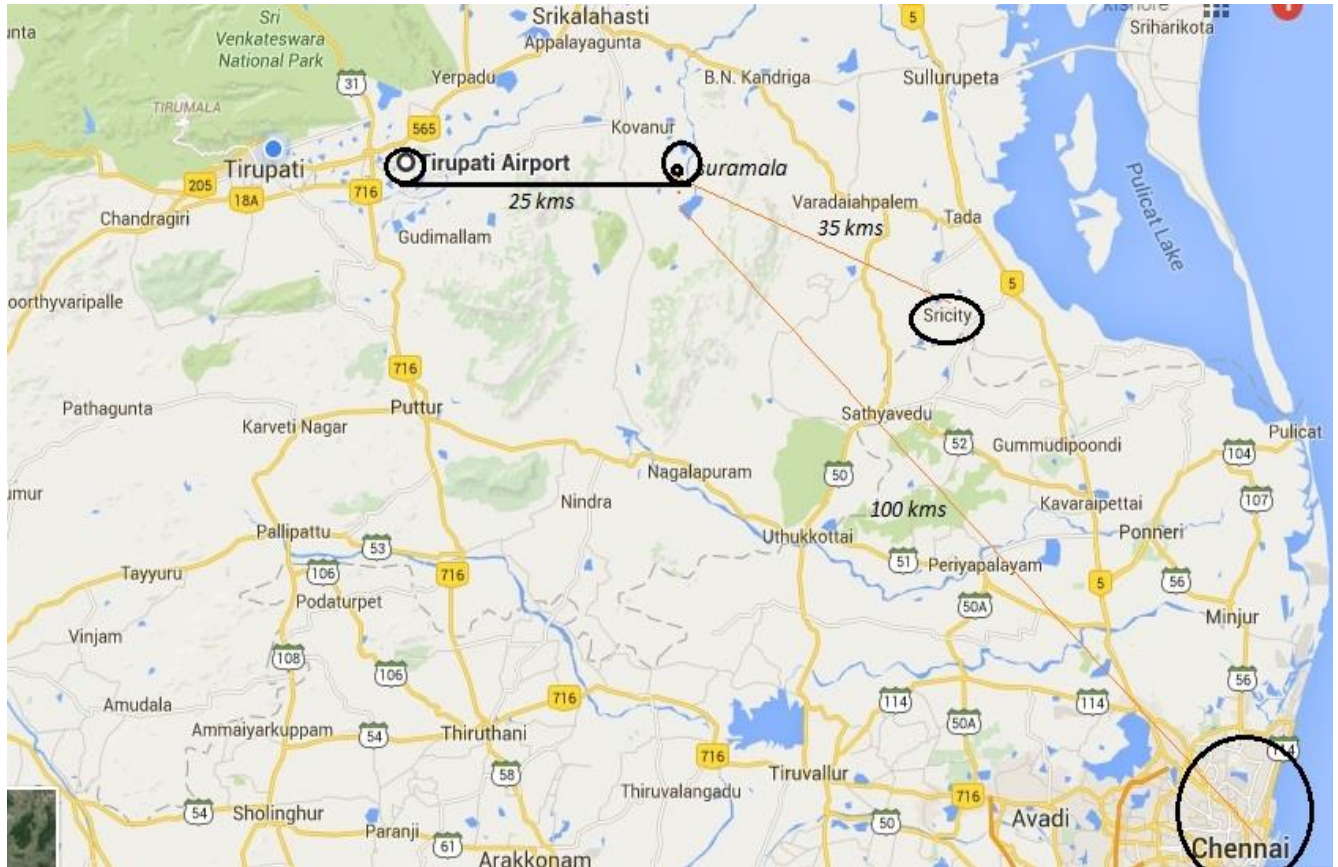 Kishore
Sriharikota
Srikalahasti
Appalayagunta
Sri
Venkateswara
National Park
unta
Yerpadu
B.N. Kandriga
Sullurupeta
31
TIRUMALA
565
Kovanur
Tirupati
Tirupati Airport
suramala
205
18A
716
25 kms
Varadaiahpalem
Tada
35 kms
Pulicat Lake
Chandragiri
Gudimallam
5
oorthyvaripalle
Sricity
716
Pathagunta
Puttur
Karveti Nagar
Sathyavedu
52
Gummudipoondi
Pulicat
104
umur
Nagalapuram
50
107
Nindra
100 kms
Kavaraipettai
Pallipattu
53
Uthukkottai
Ponneri
Tayyuru
106
716
51
Periyapalayam
5
56
Podaturpet
50A
Minjur
Vinjam
108
106
56
Amudala
716
114
114
Ammaiyarkuppam
54
Thiruthani
50A
114
716
58
Tiruvallur
Thiruvalangadu
716
54
Sholinghur
Paranji
61
50
Avadi
Arakkonam
Chennai